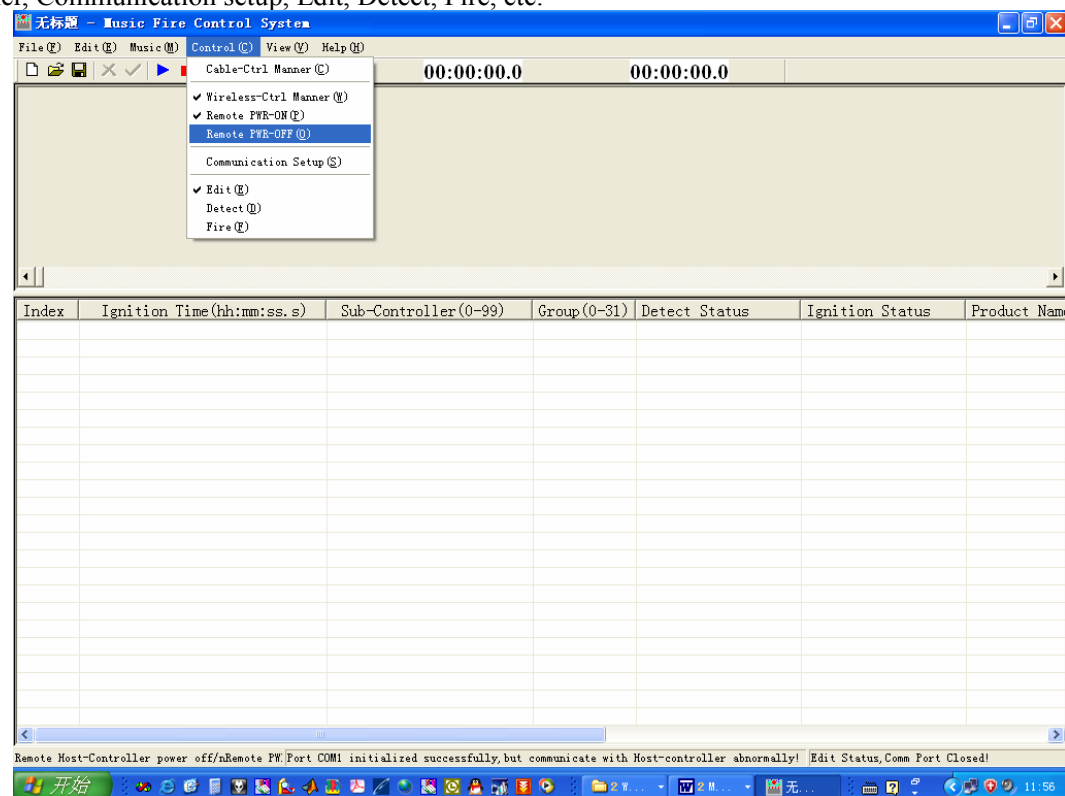 er, Communication setup, Edit, Detect, Fire, etc.
无标题 - Music Fire Control System
File(F) Edit(E) Music(M) Control(C) View(V) Help(H)
00:00:00.0 00:00:00.0
Cable-Ctrl Manner(C)
Wireless-Ctrl Manner(W)
Remote PWR-ON(P)
Remote PWR-OFF(O)
Communication Setup(S)
Edit(E)
Detect(D)
Fire(F)
Index Ignition Time(hh:mm:ss.s) Sub-Controller(0-99) Group(0-31) Detect Status Ignition Status Product Nam
Remote Host-Controller power off/nRemote PW Port COM1 initialized successfully,but communicate with Host-controller abnormally! Edit Status,Comm Port Closed!
开始 2 W... 2 M... 无... 11:56